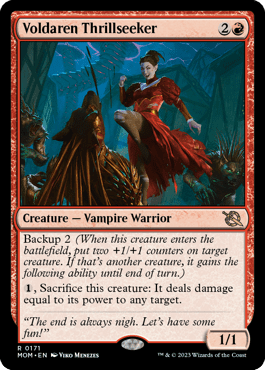 Voldaren Thrillseeker 2
Creature — Vampire Warrior
Backup 2 (When this creature enters the
battlefield, put two +1/+1 counters on target
creature. If that's another creature, it gains the
following ability until end of turn.)
1, Sacrifice this creature: It deals
damage equal to its power to any target.
"The end is always nigh. Let's have some
fun!"
1/1
R 0171
MOM • EN Yeko Menezes
™ & © 2023 Wizards of the Coast